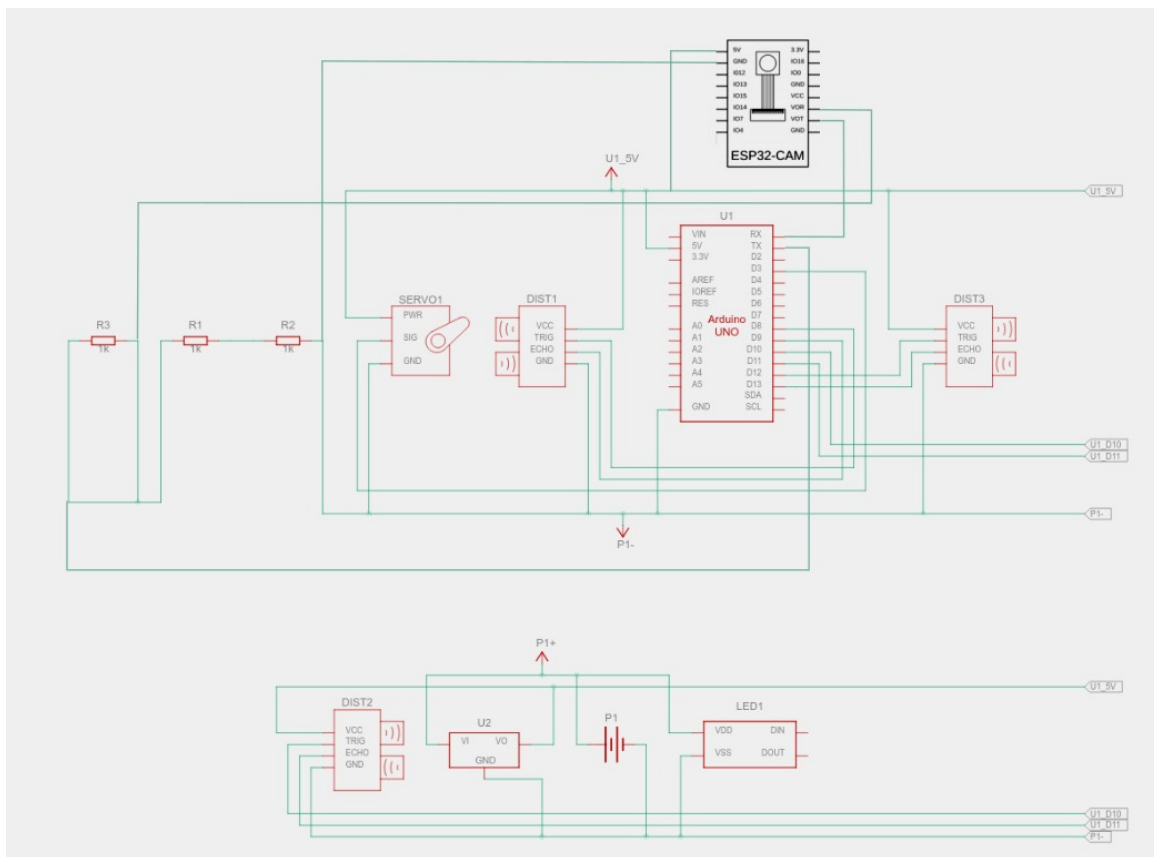 5V 3.3V
GND IO16
I012 IO0
IO13 GND
IO15 VCC
IO14 VOR
IO7 VOT
IO4 GND
ESP32-CAM
U1_5V
U1_5V
U1
VIN RX
5V TX
3.3V D2
D3
AREF D4
IOREF D5
RES D6
D7
Arduino
UNO
A0 D8
A1 D9
A2 D10
A3 D11
A4 D12
A5 D13
SDA
GND SCL
SERVO1
PWR
SIG
GND
DIST1
VCC
TRIG
ECHO
GND
DIST3
VCC
TRIG
ECHO
GND
R3
1k
R1
1k
R2
1k
U1_D10
U1_D11
P1-
P1-
P1+
U1_5V
DIST2
VCC
TRIG
ECHO
GND
U2
VI VO
GND
P1
LED1
VDD DIN
VSS DOUT
U1_D10
U1_D11
P1-